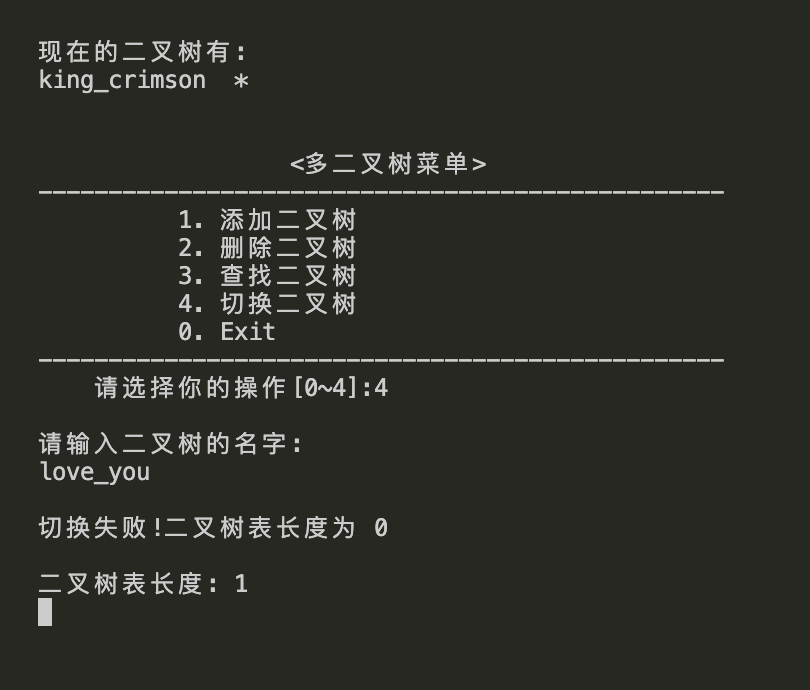 现在的二叉树有:
king_crimson  *
<多二叉树菜单>
-------------------------------------------------
1. 添加二叉树
2. 删除二叉树
3. 查找二叉树
4. 切换二叉树
0. Exit
-------------------------------------------------
请选择你的操作[0~4]:4
请输入二叉树的名字:
love_you
切换失败!二叉树表长度为 0
二叉树表长度: 1